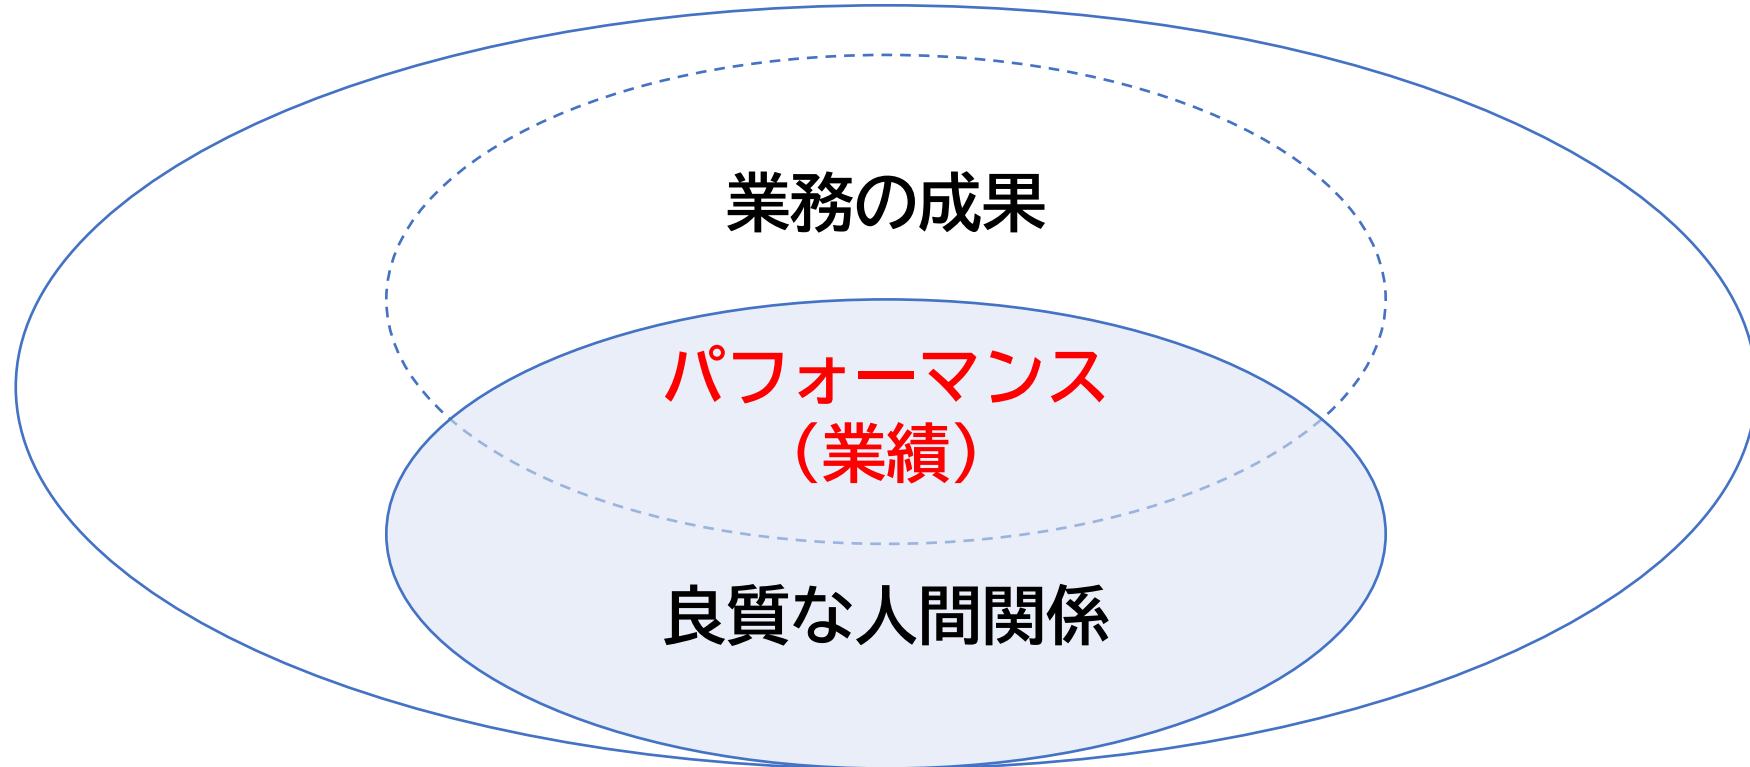 業務の成果
パフォーマンス
（業績）
良質な人間関係